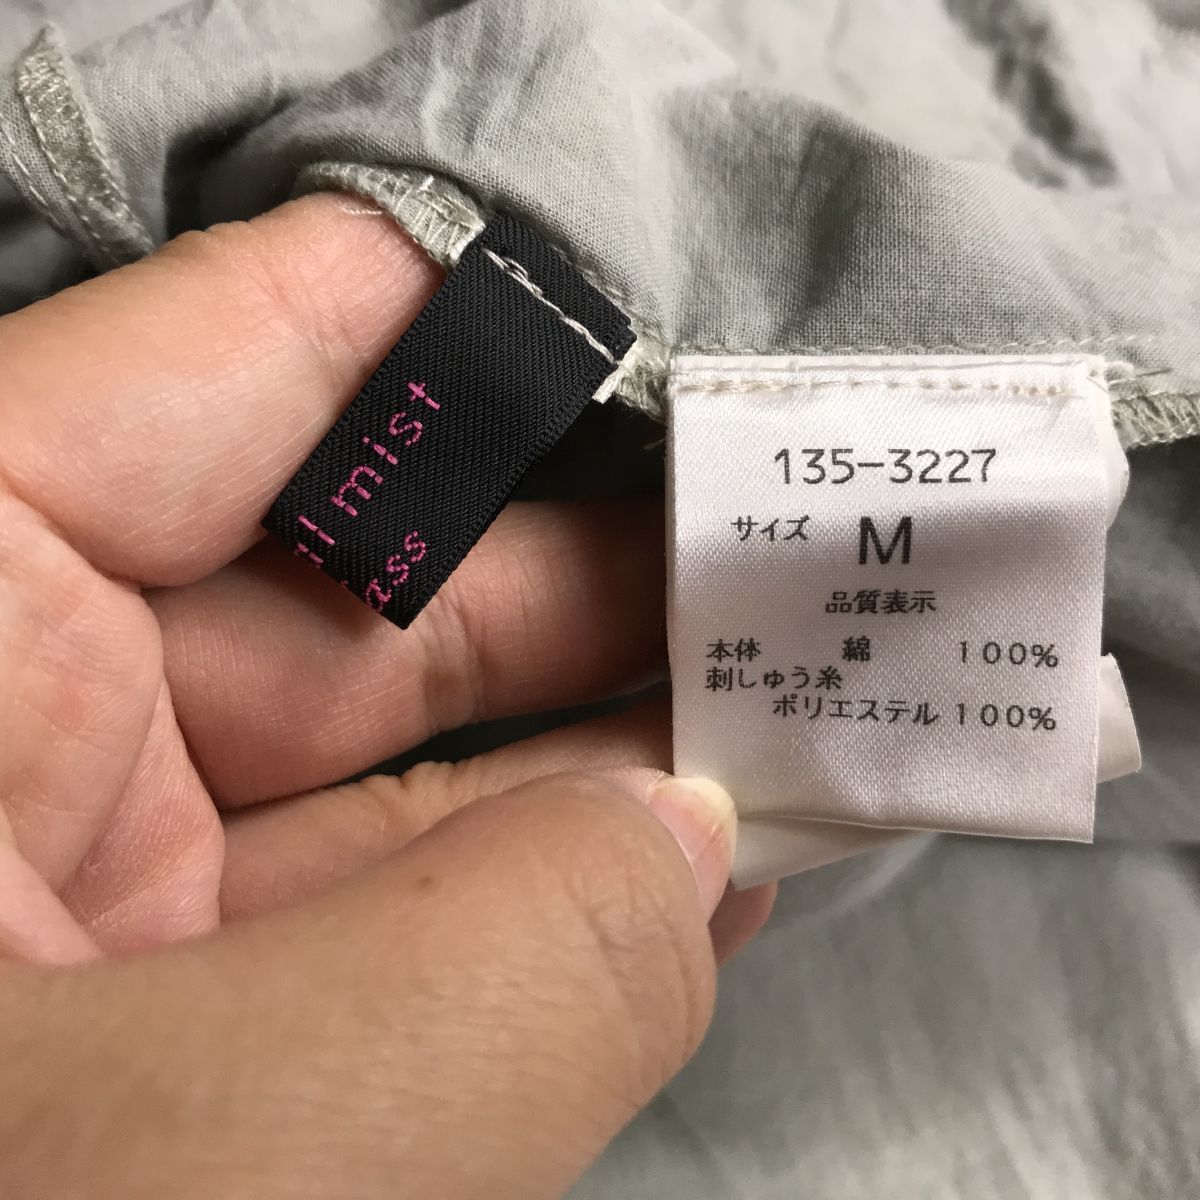 mist
135-3227
サイズ M
品質表示
本体 綿 100%
刺しゅう糸
ポリエステル 100%